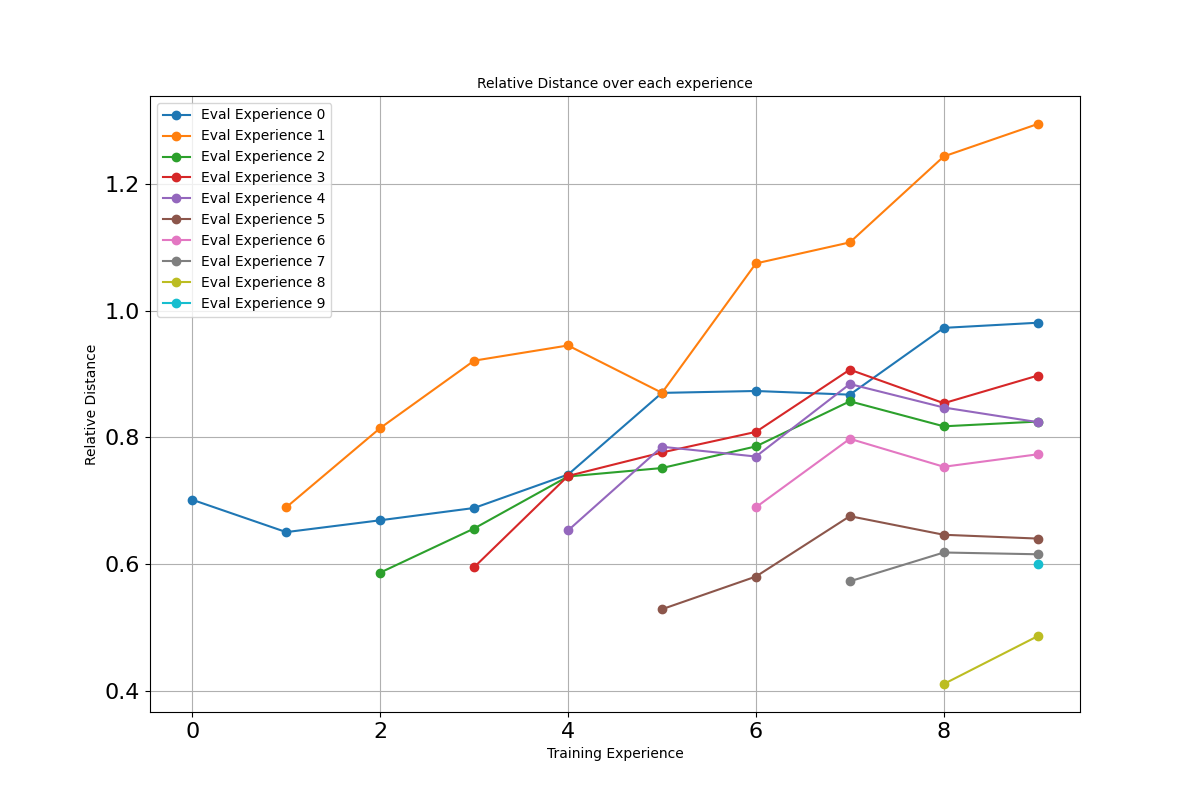 Relative Distance over each experience
Eval Experience 0
Eval Experience 1
Eval Experience 2
Eval Experience 3
Eval Experience 4
Eval Experience 5
Eval Experience 6
Eval Experience 7
Eval Experience 8
Eval Experience 9
1.2
1.0
0.8
0.6
0.4
Relative Distance
0 2 4 6 8
Training Experience